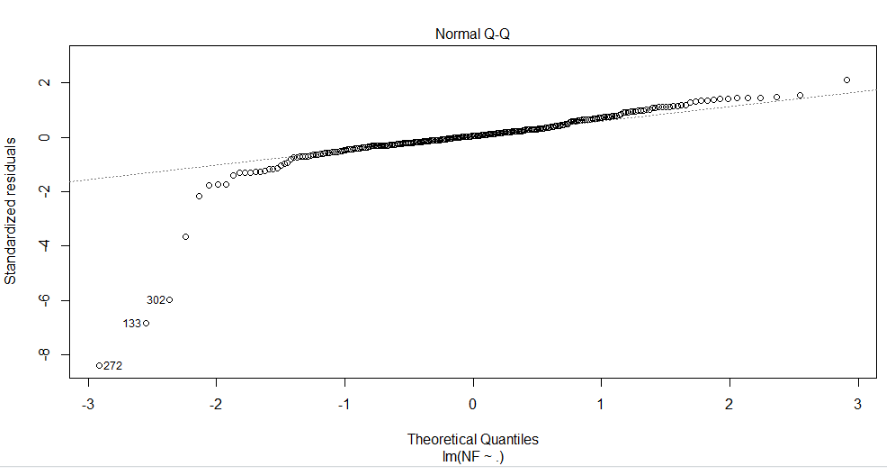 Normal Q-Q
Standardized residuals
2
0
-2
-4
-6
-8
302
133
272
-3 -2 -1 0 1 2 3
Theoretical Quantiles
lm(NF ~ .)